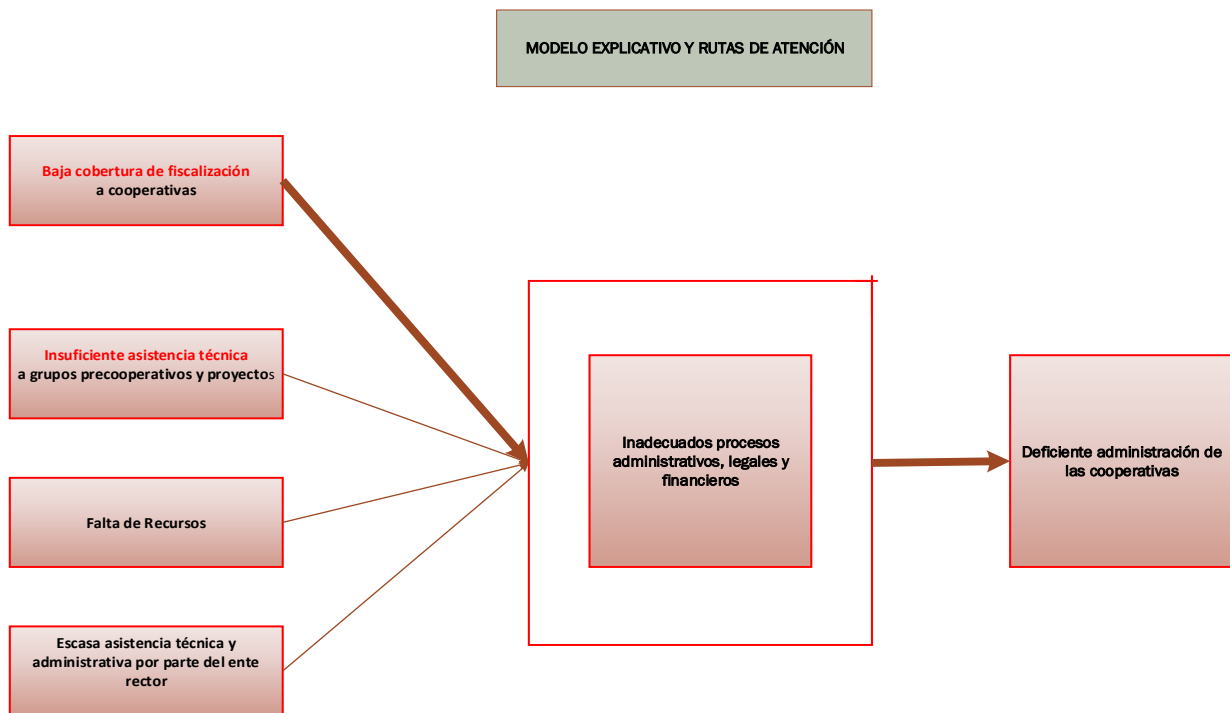 MODELO EXPLICATIVO Y RUTAS DE ATENCIÓN
Baja cobertura de fiscalización
a cooperativas
Insuficiente asistencia técnica
a grupos precooperativos y proyectos
Falta de Recursos
Escasa asistencia técnica y
administrativa por parte del ente
rector
Inadecuados procesos
administrativos, legales y
financieros
Deficiente administración de
las cooperativas